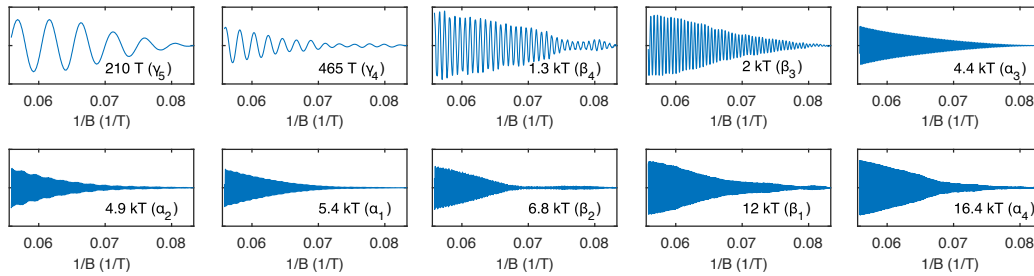 210 T (γ₅)
465 T (γ₄)
1.3 kT (β₄)
2 kT (β₃)
4.4 kT (α₃)
0.06 0.07 0.08
0.06 0.07 0.08
0.06 0.07 0.08
0.06 0.07 0.08
0.06 0.07 0.08
1/B (1/T)
1/B (1/T)
1/B (1/T)
1/B (1/T)
1/B (1/T)
4.9 kT (α₂)
5.4 kT (α₁)
6.8 kT (β₂)
12 kT (β₁)
16.4 kT (α₄)
0.06 0.07 0.08
0.06 0.07 0.08
0.06 0.07 0.08
0.06 0.07 0.08
0.06 0.07 0.08
1/B (1/T)
1/B (1/T)
1/B (1/T)
1/B (1/T)
1/B (1/T)